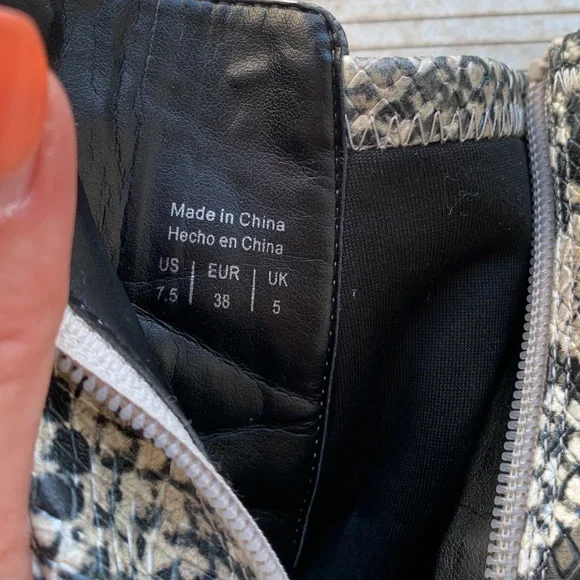 Made in China
Hecho en China
US | EUR | UK
7.5 | 38 | 5